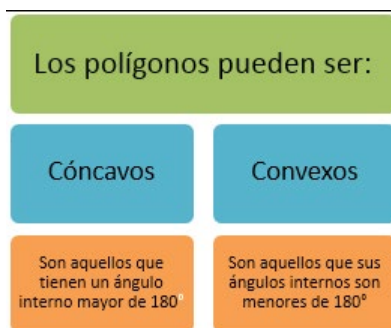 Los polígonos pueden ser:
Cóncavos
Convexos
Son aquellos que
tienen un ángulo
interno mayor de 180°
Son aquellos que sus
ángulos internos son
menores de 180°